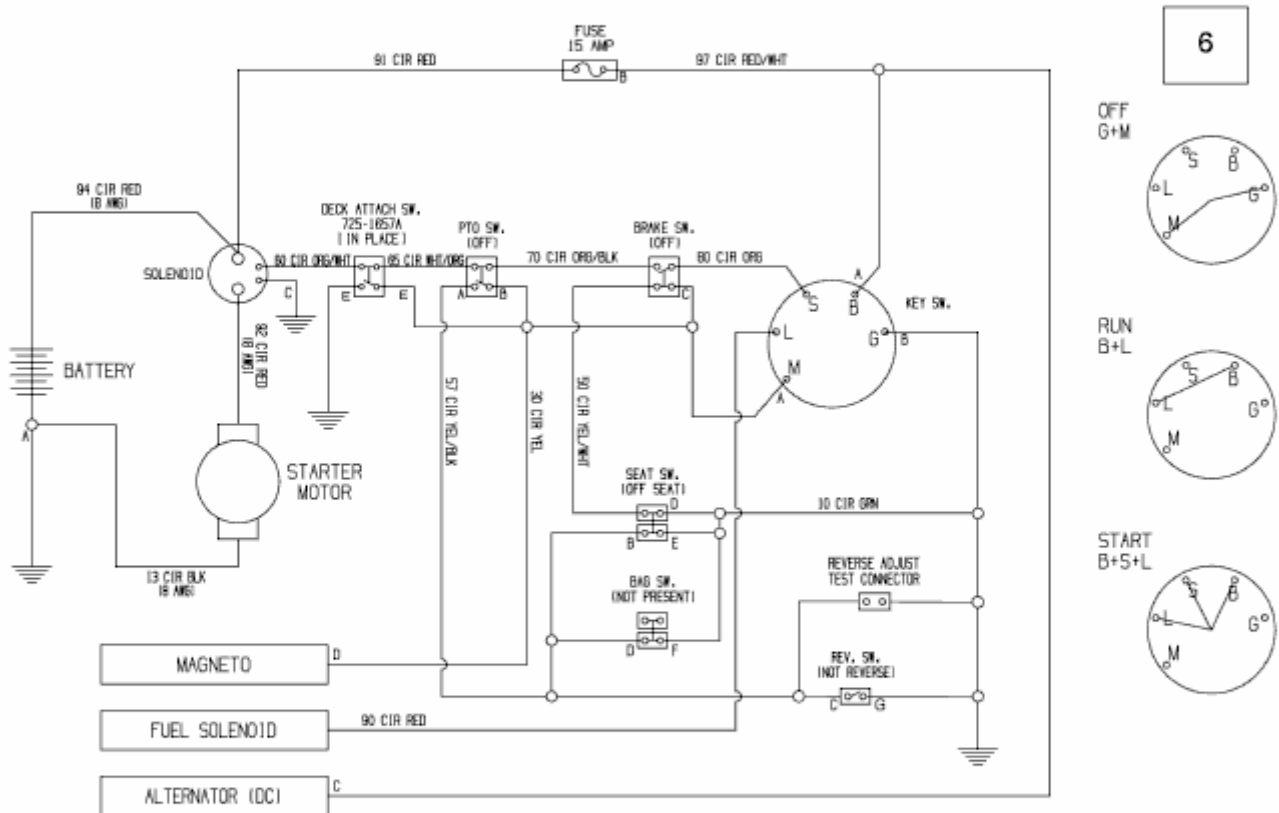 FUSE
15 AMP
91 CIR RED
B
97 CIR RED/WHT
6
OFF
G+M
S
B
L
G
M
94 CIR RED
(8 AWG)
DECK ATTACH SW.
725-1657A
( IN PLACE )
PTO SW.
(OFF)
BRAKE SW.
(OFF)
SOLENOID
60 CIR ORG/WHT
65 CIR WHT/ORG
70 CIR ORG/BLK
80 CIR ORG
C
E
E
A
B
C
A
S
B
KEY SW.
L
G
B
M
A
RUN
B+L
S
B
L
G
M
92 CIR RED
(8 AWG)
BATTERY
A
57 CIR YEL/BLK
30 CIR YEL
50 CIR YEL/WHT
STARTER
MOTOR
SEAT SW.
(OFF SEAT)
D
B
E
10 CIR GRN
START
B+S+L
S
B
L
G
M
13 CIR BLK
(8 AWG)
BAG SW.
(NOT PRESENT)
D
F
REVERSE ADJUST
TEST CONNECTOR
REV. SW.
(NOT REVERSE)
C
G
MAGNETO
D
FUEL SOLENOID
90 CIR RED
ALTERNATOR (DC)
C